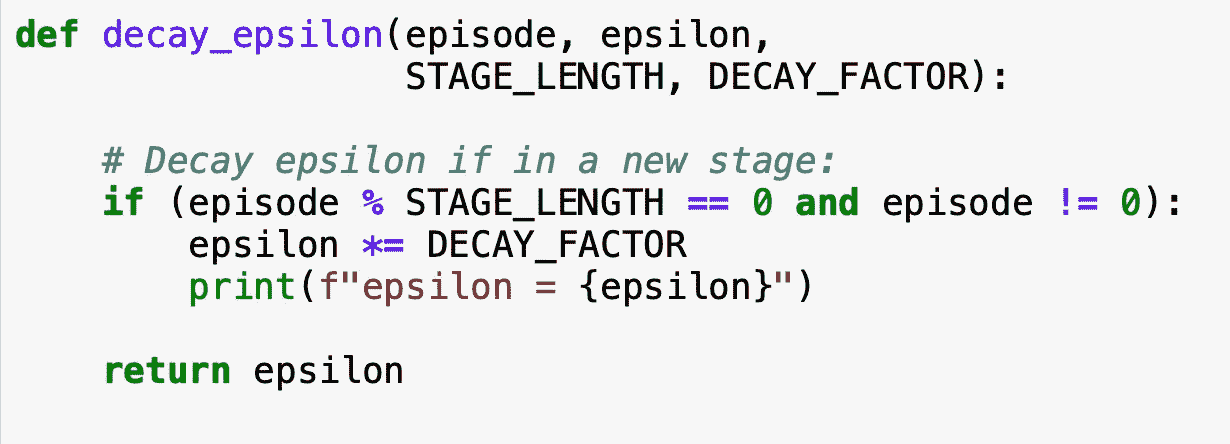 def decay_epsilon(episode, epsilon,
                  STAGE_LENGTH, DECAY_FACTOR):
    # Decay epsilon if in a new stage:
    if (episode % STAGE_LENGTH == 0 and episode != 0):
        epsilon *= DECAY_FACTOR
        print(f"epsilon = {epsilon}")
    return epsilon